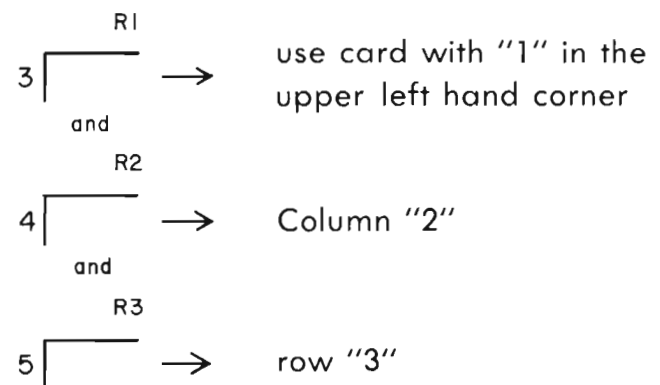 R1
3 → use card with "1" in the
upper left hand corner
and
R2
4 → Column "2"
and
R3
5 → row "3"